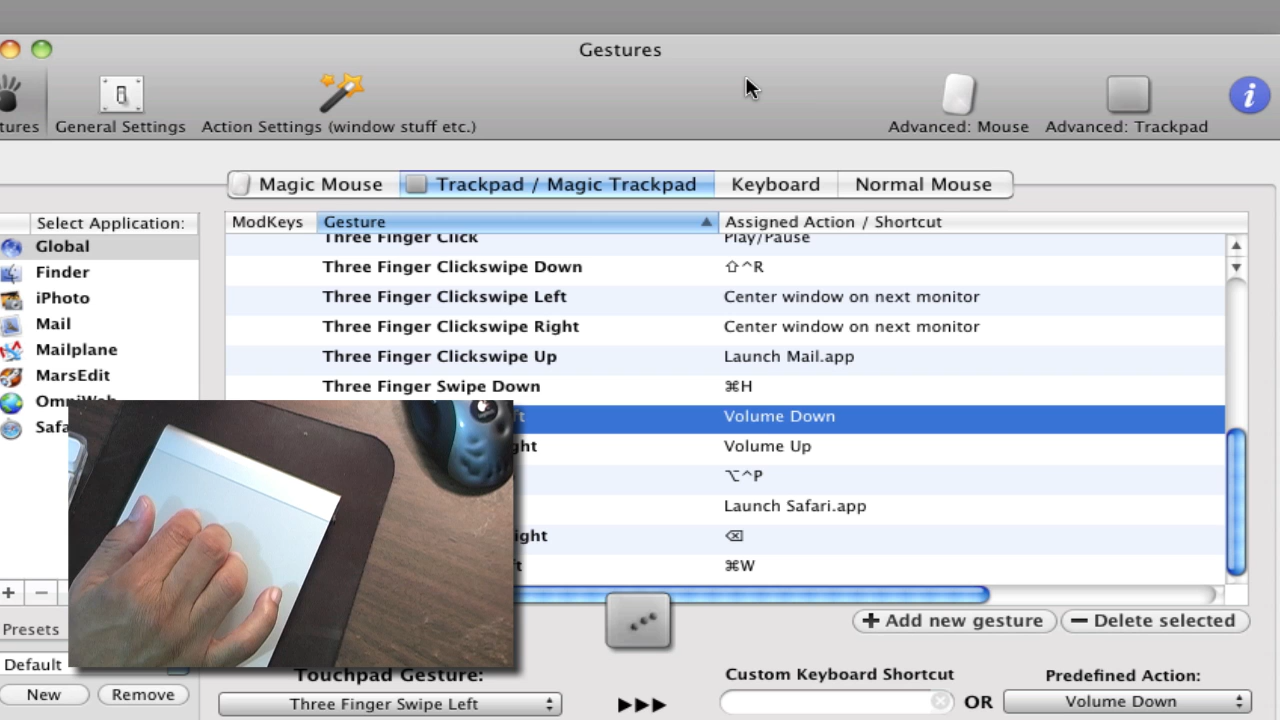 Gestures
tures General Settings Action Settings (window stuff etc.) Advanced: Mouse Advanced: Trackpad
Magic Mouse Trackpad / Magic Trackpad Keyboard Normal Mouse
Select Application: ModKeys Gesture Assigned Action / Shortcut
Global Three Finger Click Play/Pause
Finder Three Finger Clickswipe Down ⇧^R
iPhoto Three Finger Clickswipe Left Center window on next monitor
Mail Three Finger Clickswipe Right Center window on next monitor
Mailplane Three Finger Clickswipe Up Launch Mail.app
MarsEdit Three Finger Swipe Down ⌘H
OmniWeb ft Volume Down
Safa ght Volume Up
⌥^P
Launch Safari.app
ight ⌫
t ⌘W
+ −
+ Add new gesture − Delete selected
Presets
Default
New Remove
Touchpad Gesture: Custom Keyboard Shortcut Predefined Action:
Three Finger Swipe Left ▶▶▶ OR Volume Down